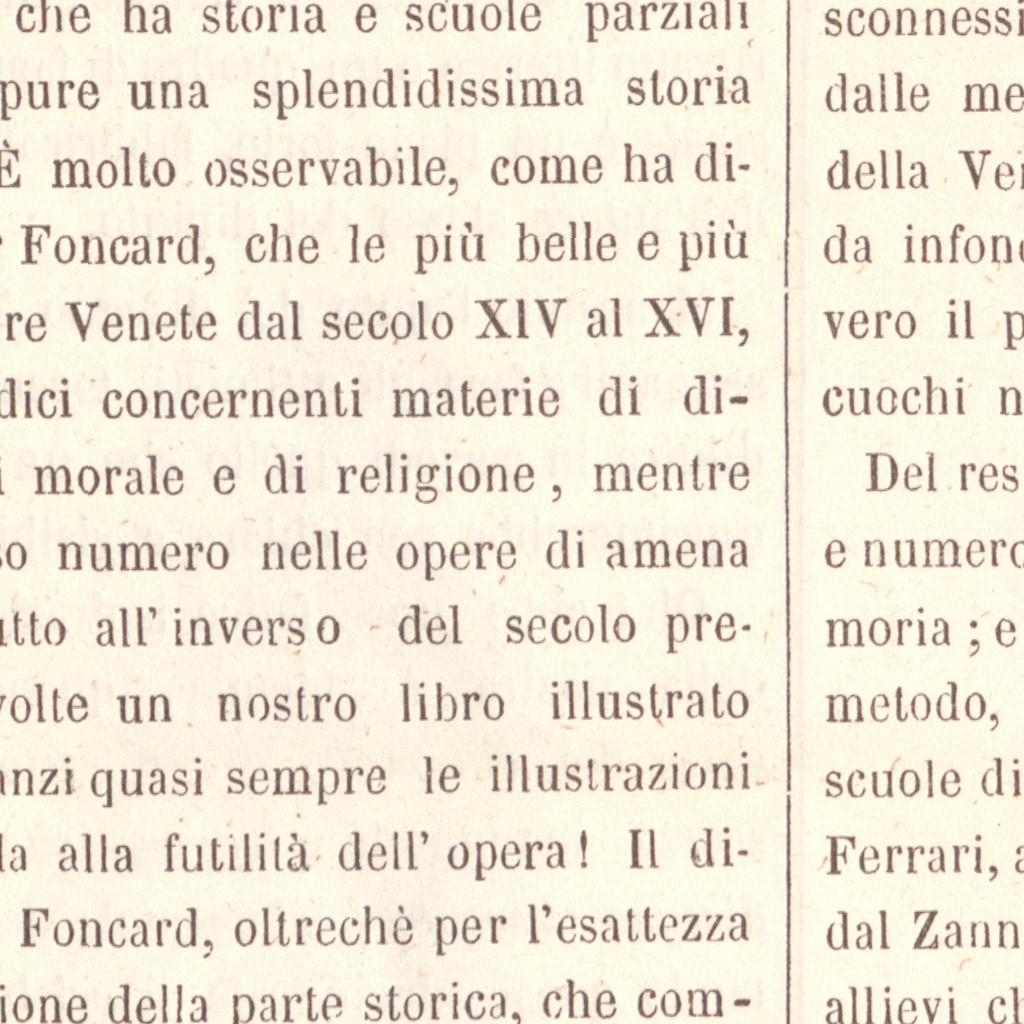 che ha storia e scuole parziali
pure una splendidissima storia
È molto osservabile, come ha di-
Foncard, che le più belle e più
re Venete dal secolo XIV al XVI,
dici concernenti materie di di-
i morale e di religione, mentre
so numero nelle opere di amena
utto all' inverso del secolo pre-
volte un nostro libro illustrato
anzi quasi sempre le illustrazioni
la alla futilità dell' opera! Il di-
Foncard, oltrechè per l'esattezza
ione della parte storica, che com-
sconnessi
dalle me
della Ve
da infon
vero il p
cuochi n
Del res
e numero
moria; e
metodo,
scuole di
Ferrari, a
dal Zann
allievi ch